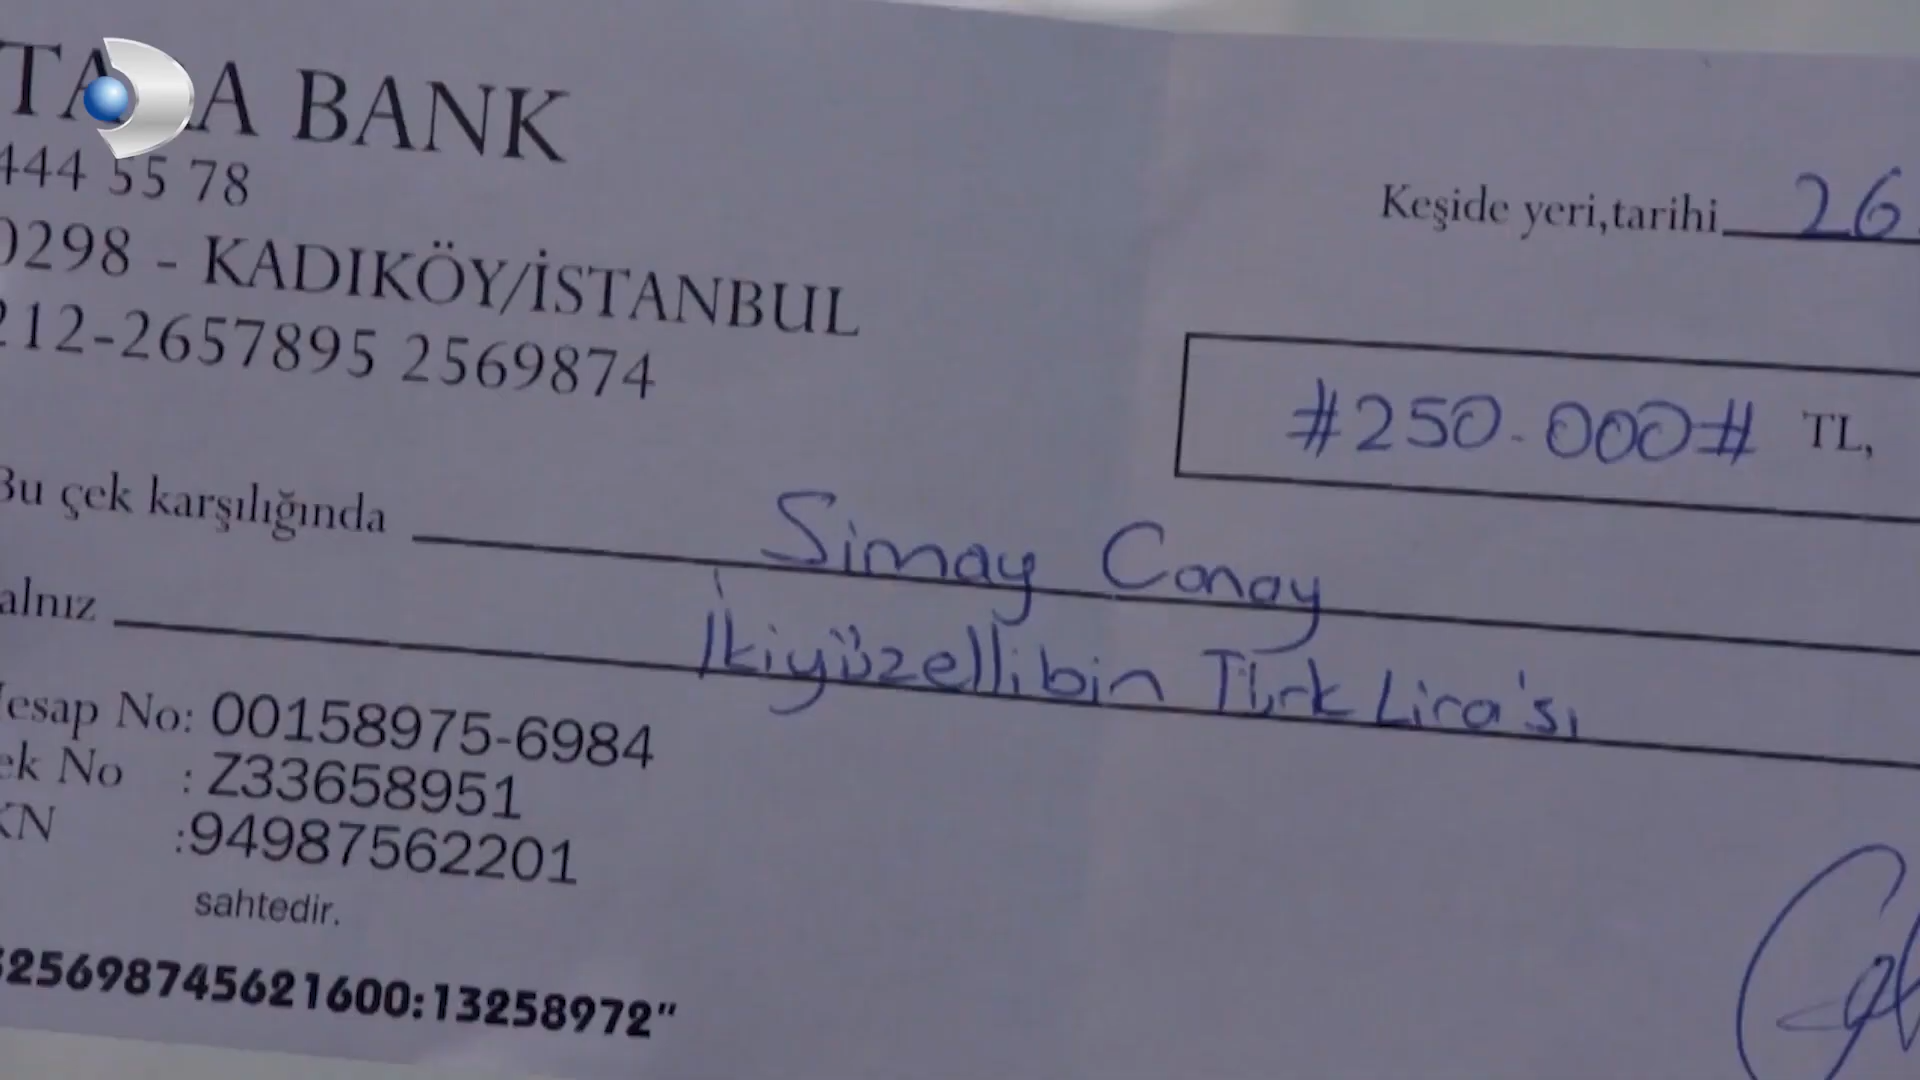 BANK
444 55 78
0298 - KADIKÖY/İSTANBUL
212-2657895 2569874
Keşide yeri,tarihi 26
#250.000# TL,
Bu çek karşılığında Simay Canay
alnız İkiyüzellibin Türk Lira'sı
esap No: 00158975-6984
ek No : Z33658951
KN :94987562201
sahtedir.
25698745621600:13258972"